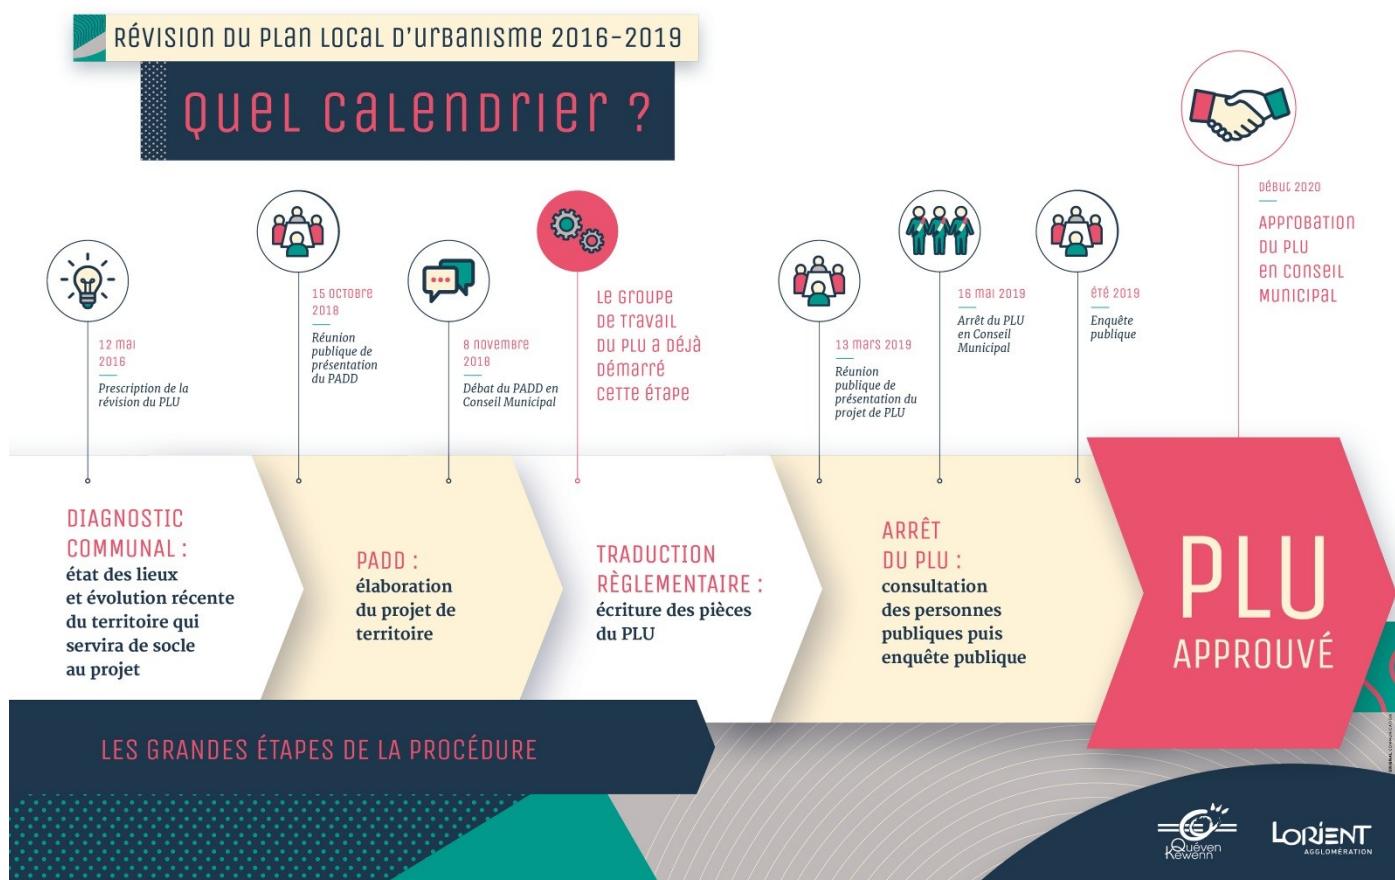 RÉVISION DU PLAN LOCAL D'URBANISME 2016-2019
QUEL CALENDRIER ?
12 mai
2016
Prescription de la
révision du PLU
15 octobre
2018
Réunion
publique de
présentation
du PADD
8 novembre
2018
Débat du PADD en
Conseil Municipal
Le groupe
de travail
du PLU a déjà
démarré
cette étape
13 mars 2019
Réunion
publique de
présentation du
projet de PLU
16 mai 2019
Arrêt du PLU
en Conseil
Municipal
été 2019
Enquête
publique
Début 2020
Approbation
du PLU
en Conseil
Municipal
DIAGNOSTIC
COMMUNAL :
état des lieux
et évolution récente
du territoire qui
servira de socle
au projet
PADD :
élaboration
du projet de
territoire
TRADUCTION
RÈGLEMENTAIRE :
écriture des pièces
du PLU
ARRÊT
DU PLU :
consultation
des personnes
publiques puis
enquête publique
PLU
APPROUVÉ
LES GRANDES ÉTAPES DE LA PROCÉDURE
Quéven
Kewenn
LORIENT
AGGLOMÉRATION